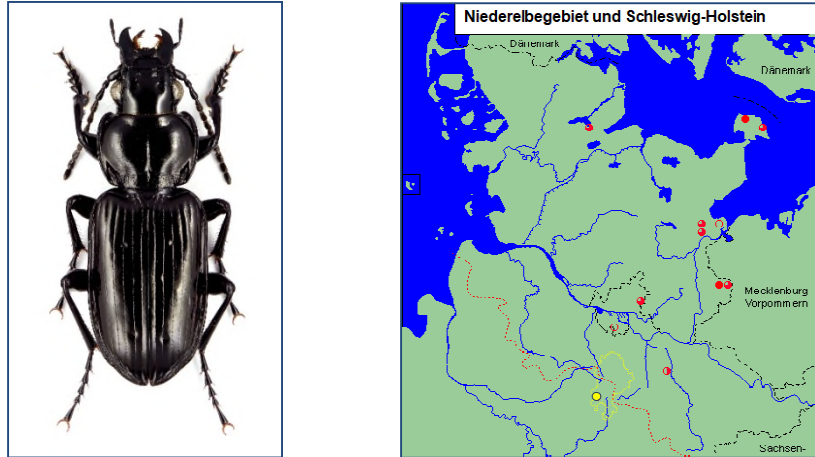 Niederelbegebiet und Schleswig-Holstein
Dänemark
Dänemark
Mecklenburg
Vorpommern
Sachsen-